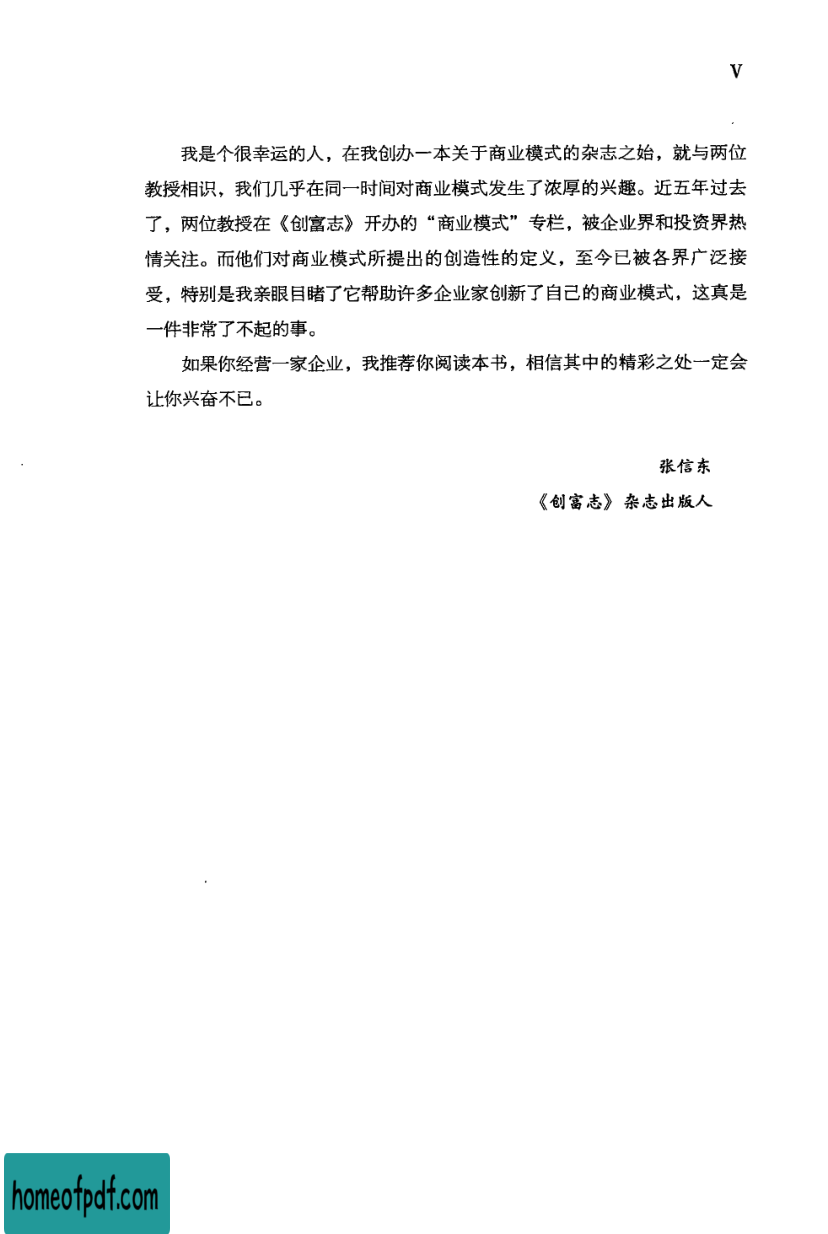 V
我是个很幸运的人，在我创办一本关于商业模式的杂志之始，就与两位
教授相识，我们几乎在同一时间对商业模式发生了浓厚的兴趣。近五年过去
了，两位教授在《创富志》开办的“商业模式”专栏，被企业界和投资界热
情关注。而他们对商业模式所提出的创造性的定义，至今已被各界广泛接
受，特别是我亲眼目睹了它帮助许多企业家创新了自己的商业模式，这真是
一件非常了不起的事。
如果你经营一家企业，我推荐你阅读本书，相信其中的精彩之处一定会
让你兴奋不已。
张信东
《创富志》杂志出版人
homeofpdf.com